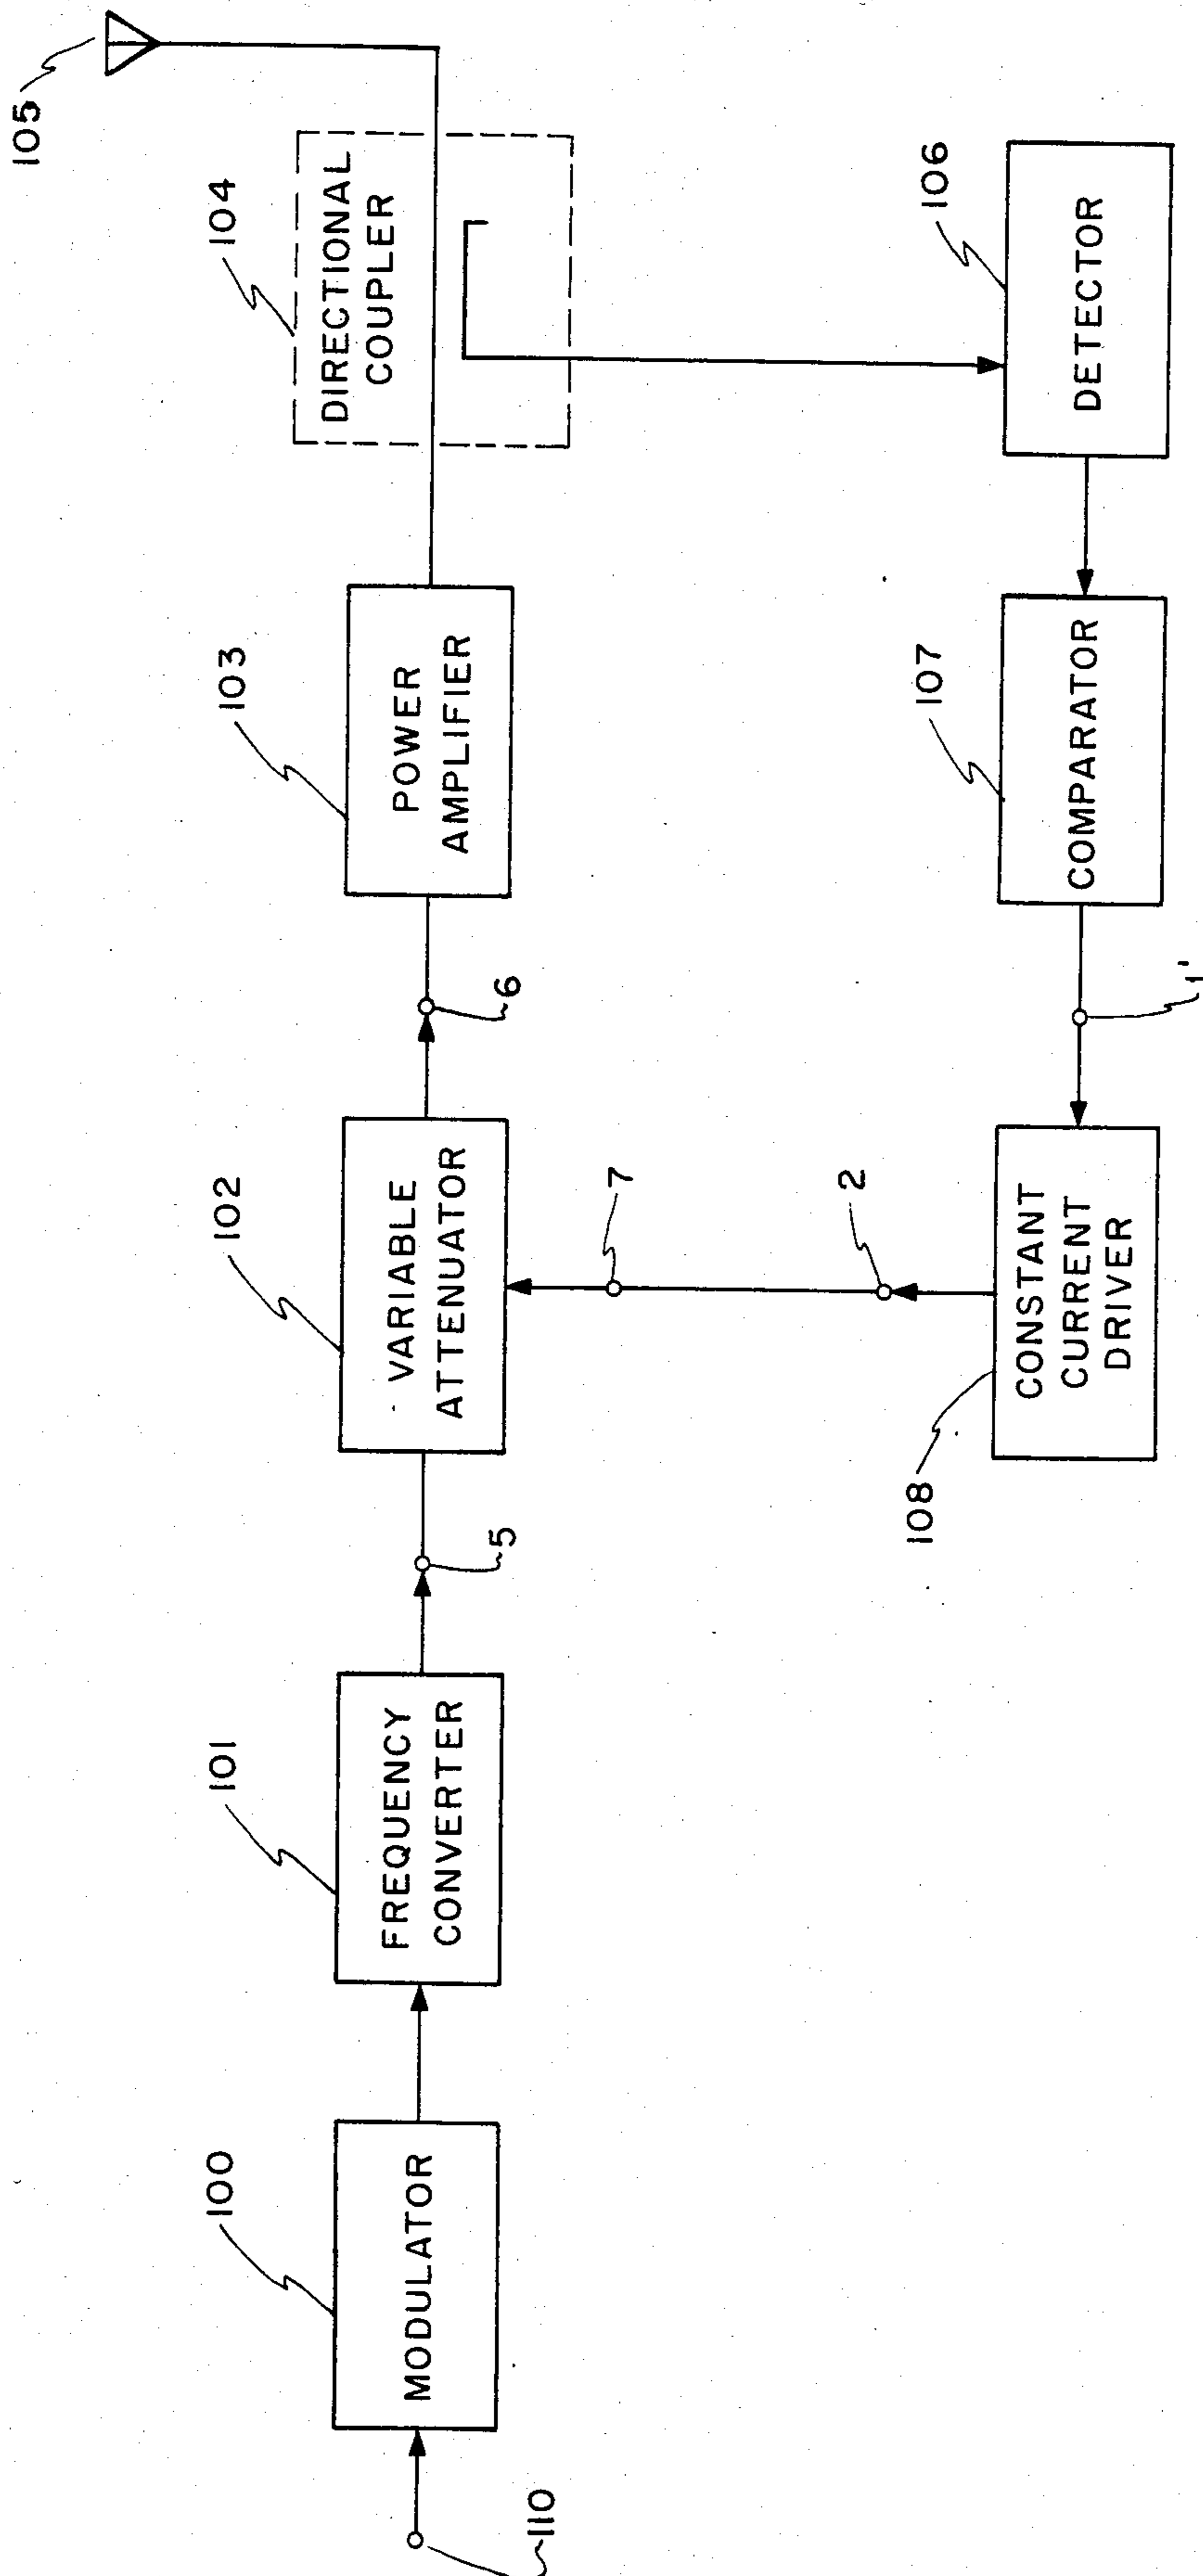 105
104
DIRECTIONAL
COUPLER
103
POWER
AMPLIFIER
6
102
VARIABLE
ATTENUATOR
5
101
FREQUENCY
CONVERTER
100
MODULATOR
110
106
DETECTOR
107
COMPARATOR
1'
7
2
108
CONSTANT
CURRENT
DRIVER